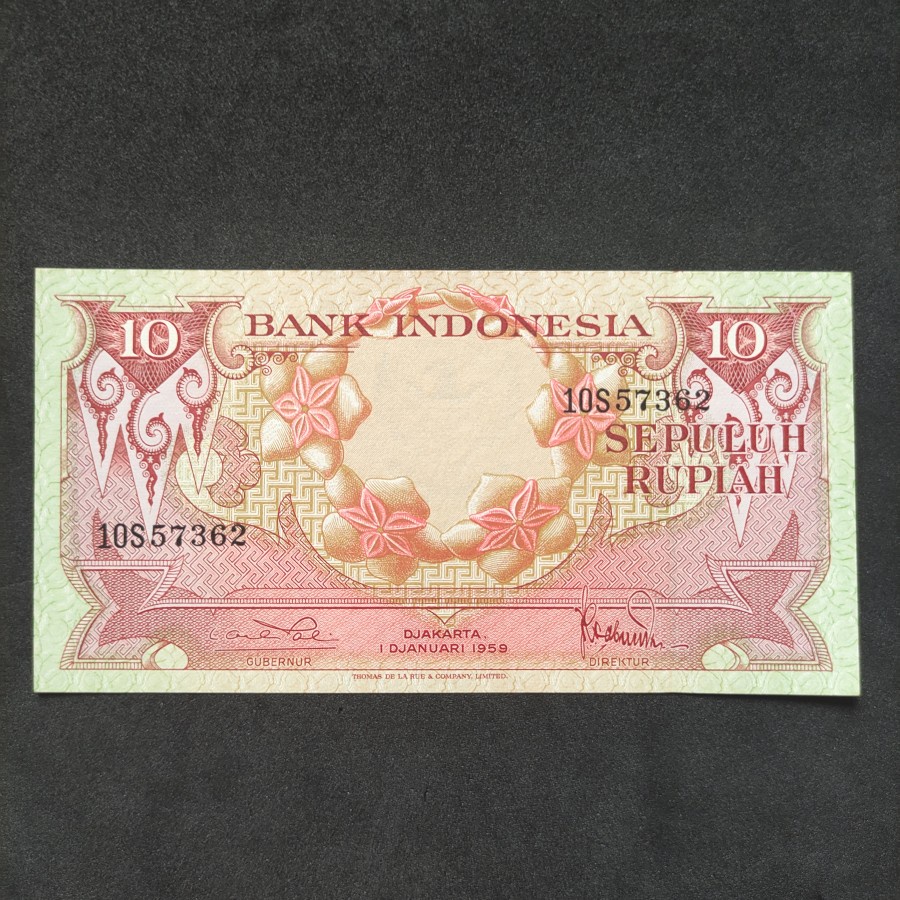 10
BANK INDONESIA
10
10S57362
SEPULUH
RUPIAH
10S57362
DJAKARTA,
1 DJANUARI 1959
GUBERNUR
DIREKTUR
THOMAS DE LA RUE & COMPANY, LIMITED.